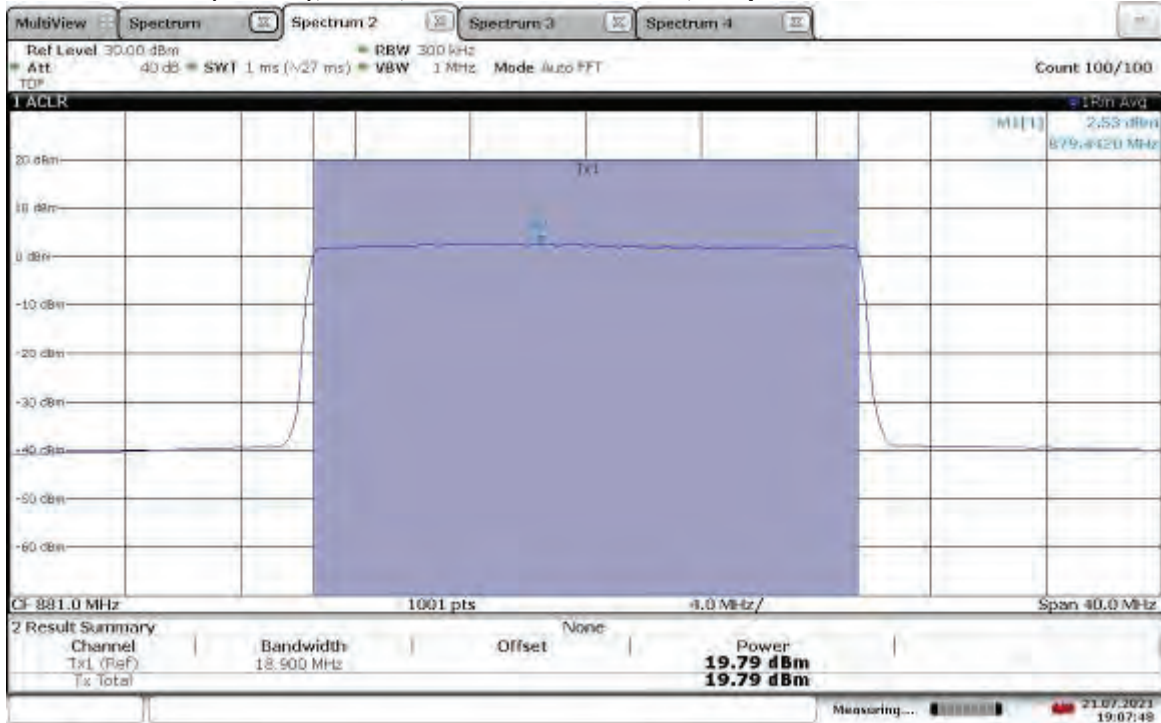 MultiView Spectrum Spectrum 2 Spectrum 3 Spectrum 4
Ref Level 30.00 dBm RBW 300 kHz
Att 40 dB SWT 1 ms (~27 ms) VBW 1 MHz Mode Auto FFT Count 100/100
TDF
1 ACLR 1Rm Avg
M1[1] 2.53 dBm
879.4420 MHz
20 dBm
Tx1
10 dBm
0 dBm
-10 dBm
-20 dBm
-30 dBm
-40 dBm
-50 dBm
-60 dBm
CF 881.0 MHz 1001 pts 4.0 MHz/ Span 40.0 MHz
2 Result Summary None
Channel Bandwidth Offset Power
Tx1 (Ref) 18.900 MHz 19.79 dBm
Tx Total 19.79 dBm
Measuring... 21.07.2021
19:07:48